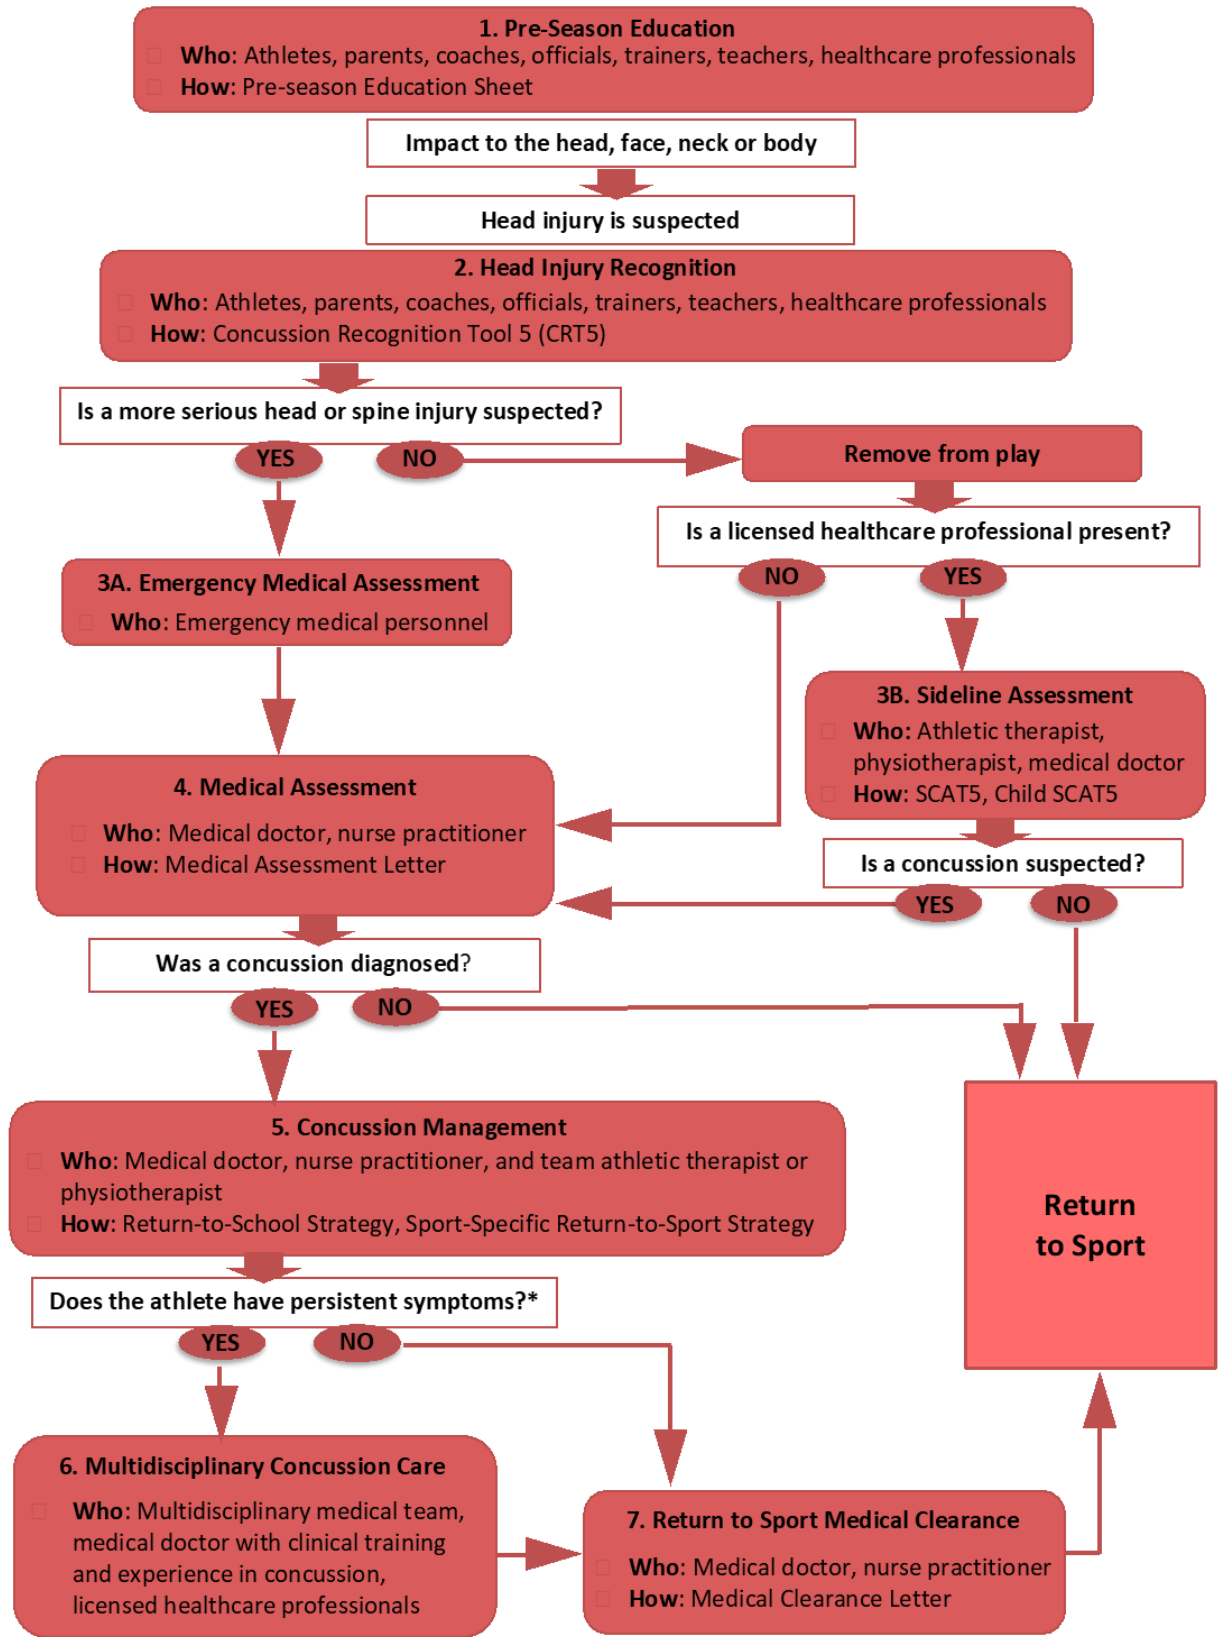 1. Pre-Season Education
Who: Athletes, parents, coaches, officials, trainers, teachers, healthcare professionals
How: Pre-season Education Sheet
Impact to the head, face, neck or body
Head injury is suspected
2. Head Injury Recognition
Who: Athletes, parents, coaches, officials, trainers, teachers, healthcare professionals
How: Concussion Recognition Tool 5 (CRT5)
Is a more serious head or spine injury suspected?
YES
NO
Remove from play
Is a licensed healthcare professional present?
NO
YES
3A. Emergency Medical Assessment
Who: Emergency medical personnel
3B. Sideline Assessment
Who: Athletic therapist,
physiotherapist, medical doctor
How: SCAT5, Child SCAT5
4. Medical Assessment
Who: Medical doctor, nurse practitioner
How: Medical Assessment Letter
Is a concussion suspected?
YES
NO
Was a concussion diagnosed?
YES
NO
5. Concussion Management
Who: Medical doctor, nurse practitioner, and team athletic therapist or
physiotherapist
How: Return-to-School Strategy, Sport-Specific Return-to-Sport Strategy
Return
to Sport
Does the athlete have persistent symptoms?*
YES
NO
6. Multidisciplinary Concussion Care
Who: Multidisciplinary medical team,
medical doctor with clinical training
and experience in concussion,
licensed healthcare professionals
7. Return to Sport Medical Clearance
Who: Medical doctor, nurse practitioner
How: Medical Clearance Letter